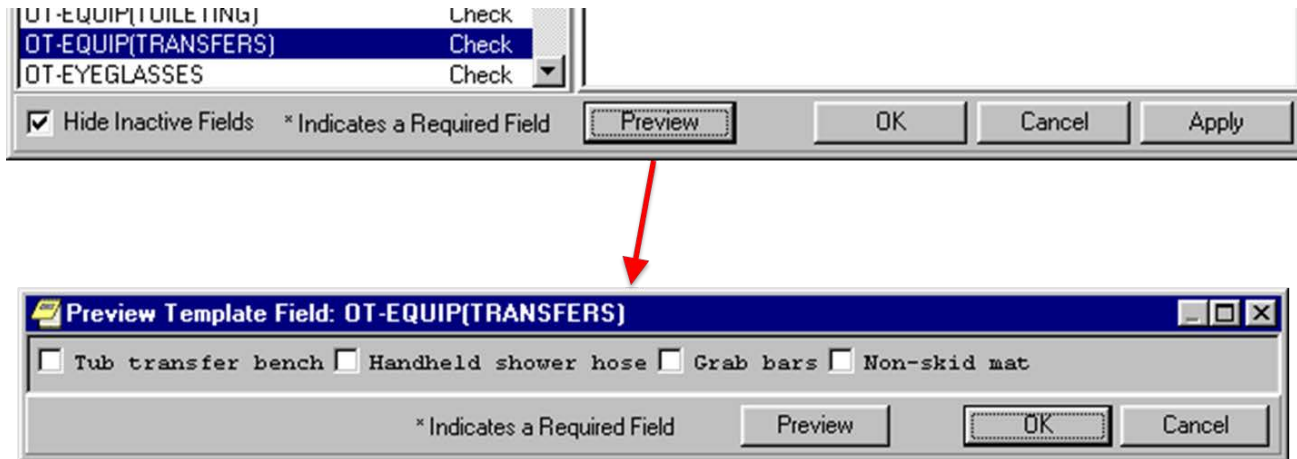 OT-EQUIP(TOILETING) Check
OT-EQUIP(TRANSFERS) Check
OT-EYEGLASSES Check
Hide Inactive Fields * Indicates a Required Field Preview OK Cancel Apply
Preview Template Field: OT-EQUIP(TRANSFERS)
Tub transfer bench Handheld shower hose Grab bars Non-skid mat
* Indicates a Required Field Preview OK Cancel